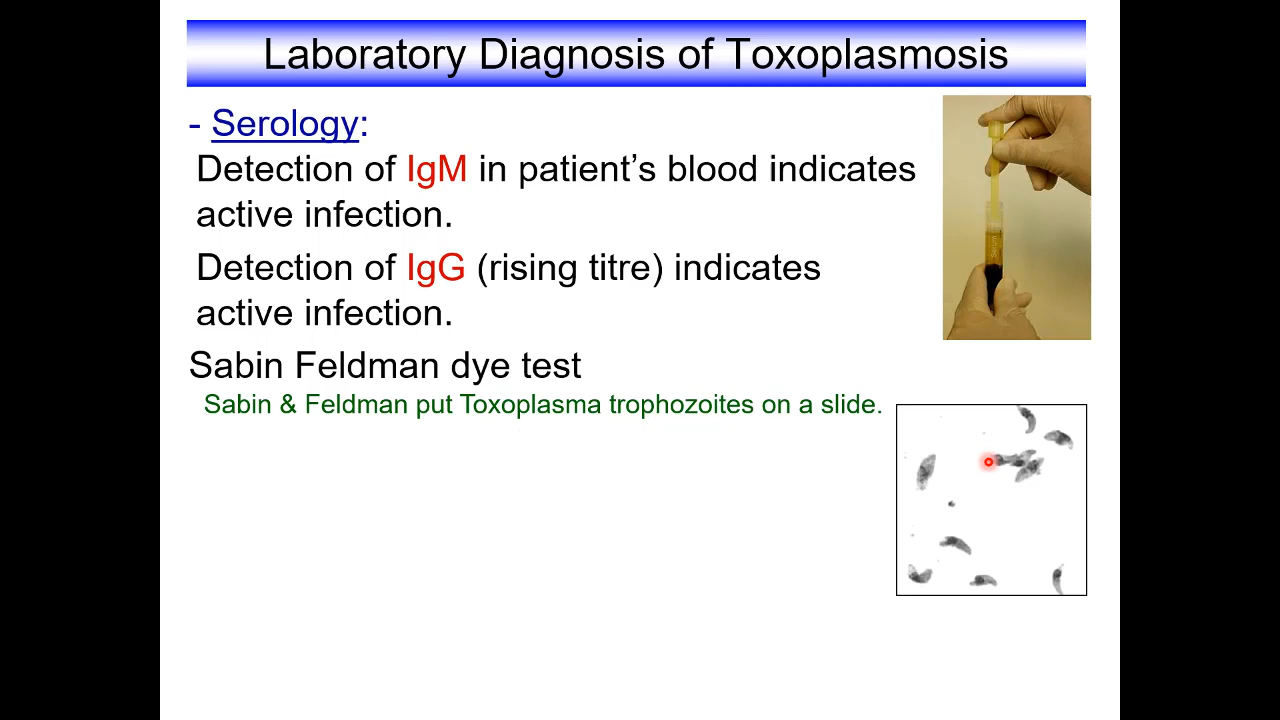 Laboratory Diagnosis of Toxoplasmosis
- Serology:
Detection of IgM in patient’s blood indicates
active infection.
Detection of IgG (rising titre) indicates
active infection.
Sabin Feldman dye test
Sabin & Feldman put Toxoplasma trophozoites on a slide.